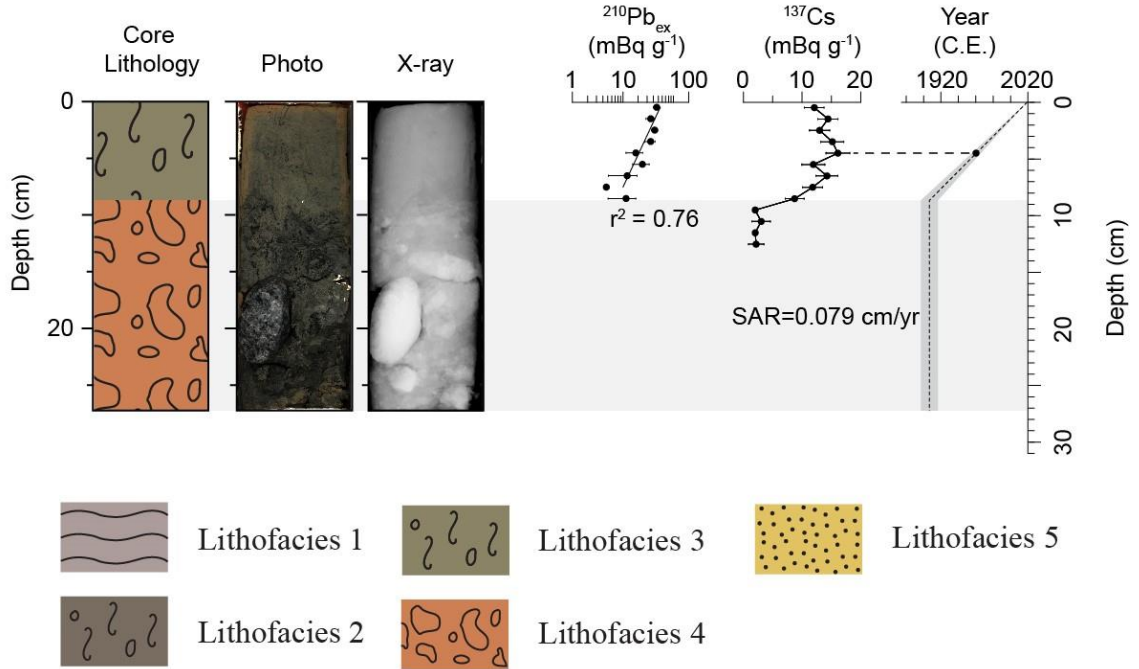 Core
Lithology
Photo
X-ray
²¹⁰Pbₑₓ
(mBq g⁻¹)
¹³⁷Cs
(mBq g⁻¹)
Year
(C.E.)
1 10 100
0 10 20
1920 2020
0
20
Depth (cm)
r² = 0.76
SAR=0.079 cm/yr
0
10
20
30
Depth (cm)
Lithofacies 1
Lithofacies 3
Lithofacies 5
Lithofacies 2
Lithofacies 4